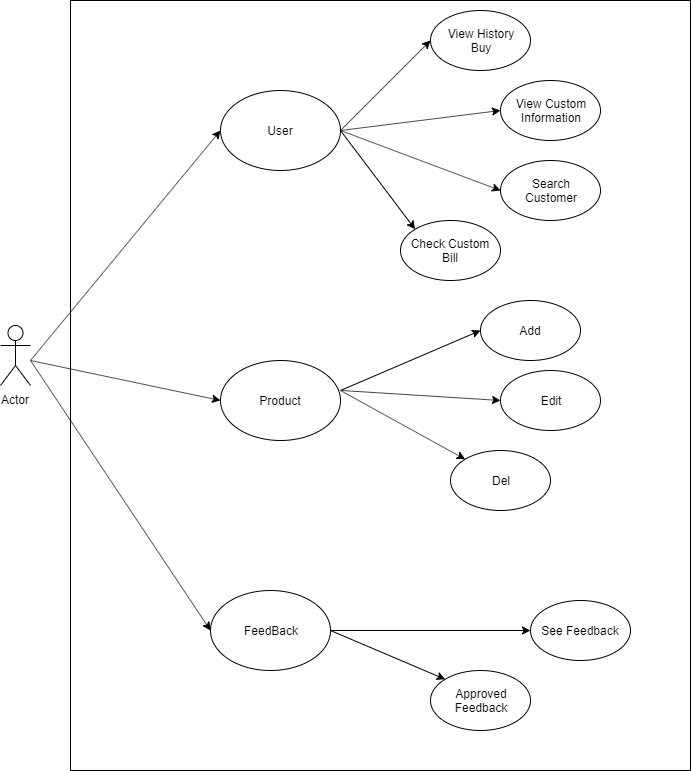 View History
Buy
View Custom
Information
User
Search
Customer
Check Custom
Bill
Add
Actor
Product
Edit
Del
FeedBack
See Feedback
Approved
Feedback